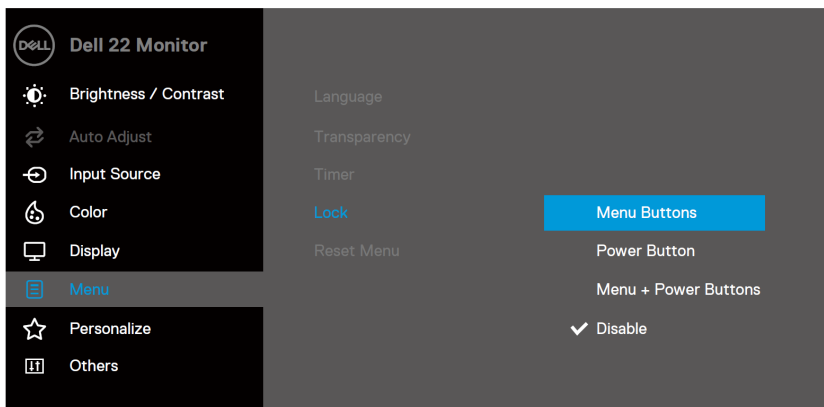 DELL Dell 22 Monitor
Brightness / Contrast
Language
Auto Adjust
Transparency
Input Source
Timer
Color
Lock
Menu Buttons
Display
Reset Menu
Power Button
Menu
Menu + Power Buttons
Personalize
Disable
Others